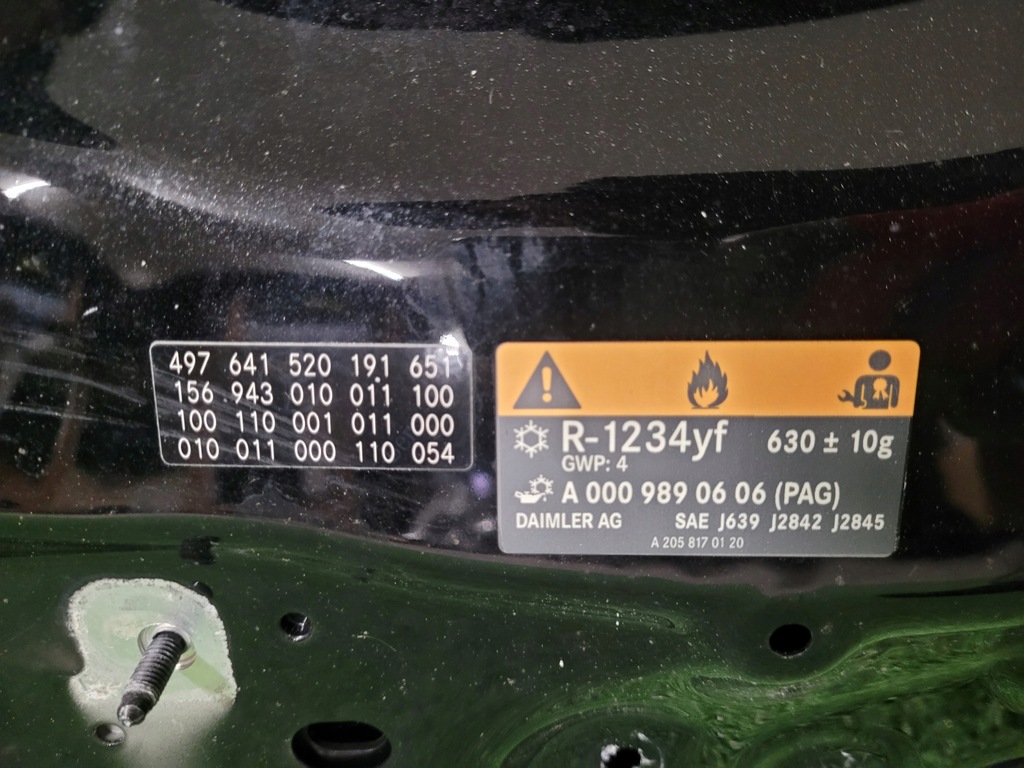 497 641 520 191 651
156 943 010 011 100
100 110 001 011 000
010 011 000 110 054
R-1234yf 630 ± 10g
GWP: 4
A 000 989 06 06 (PAG)
DAIMLER AG SAE J639 J2842 J2845
A 205 817 01 20